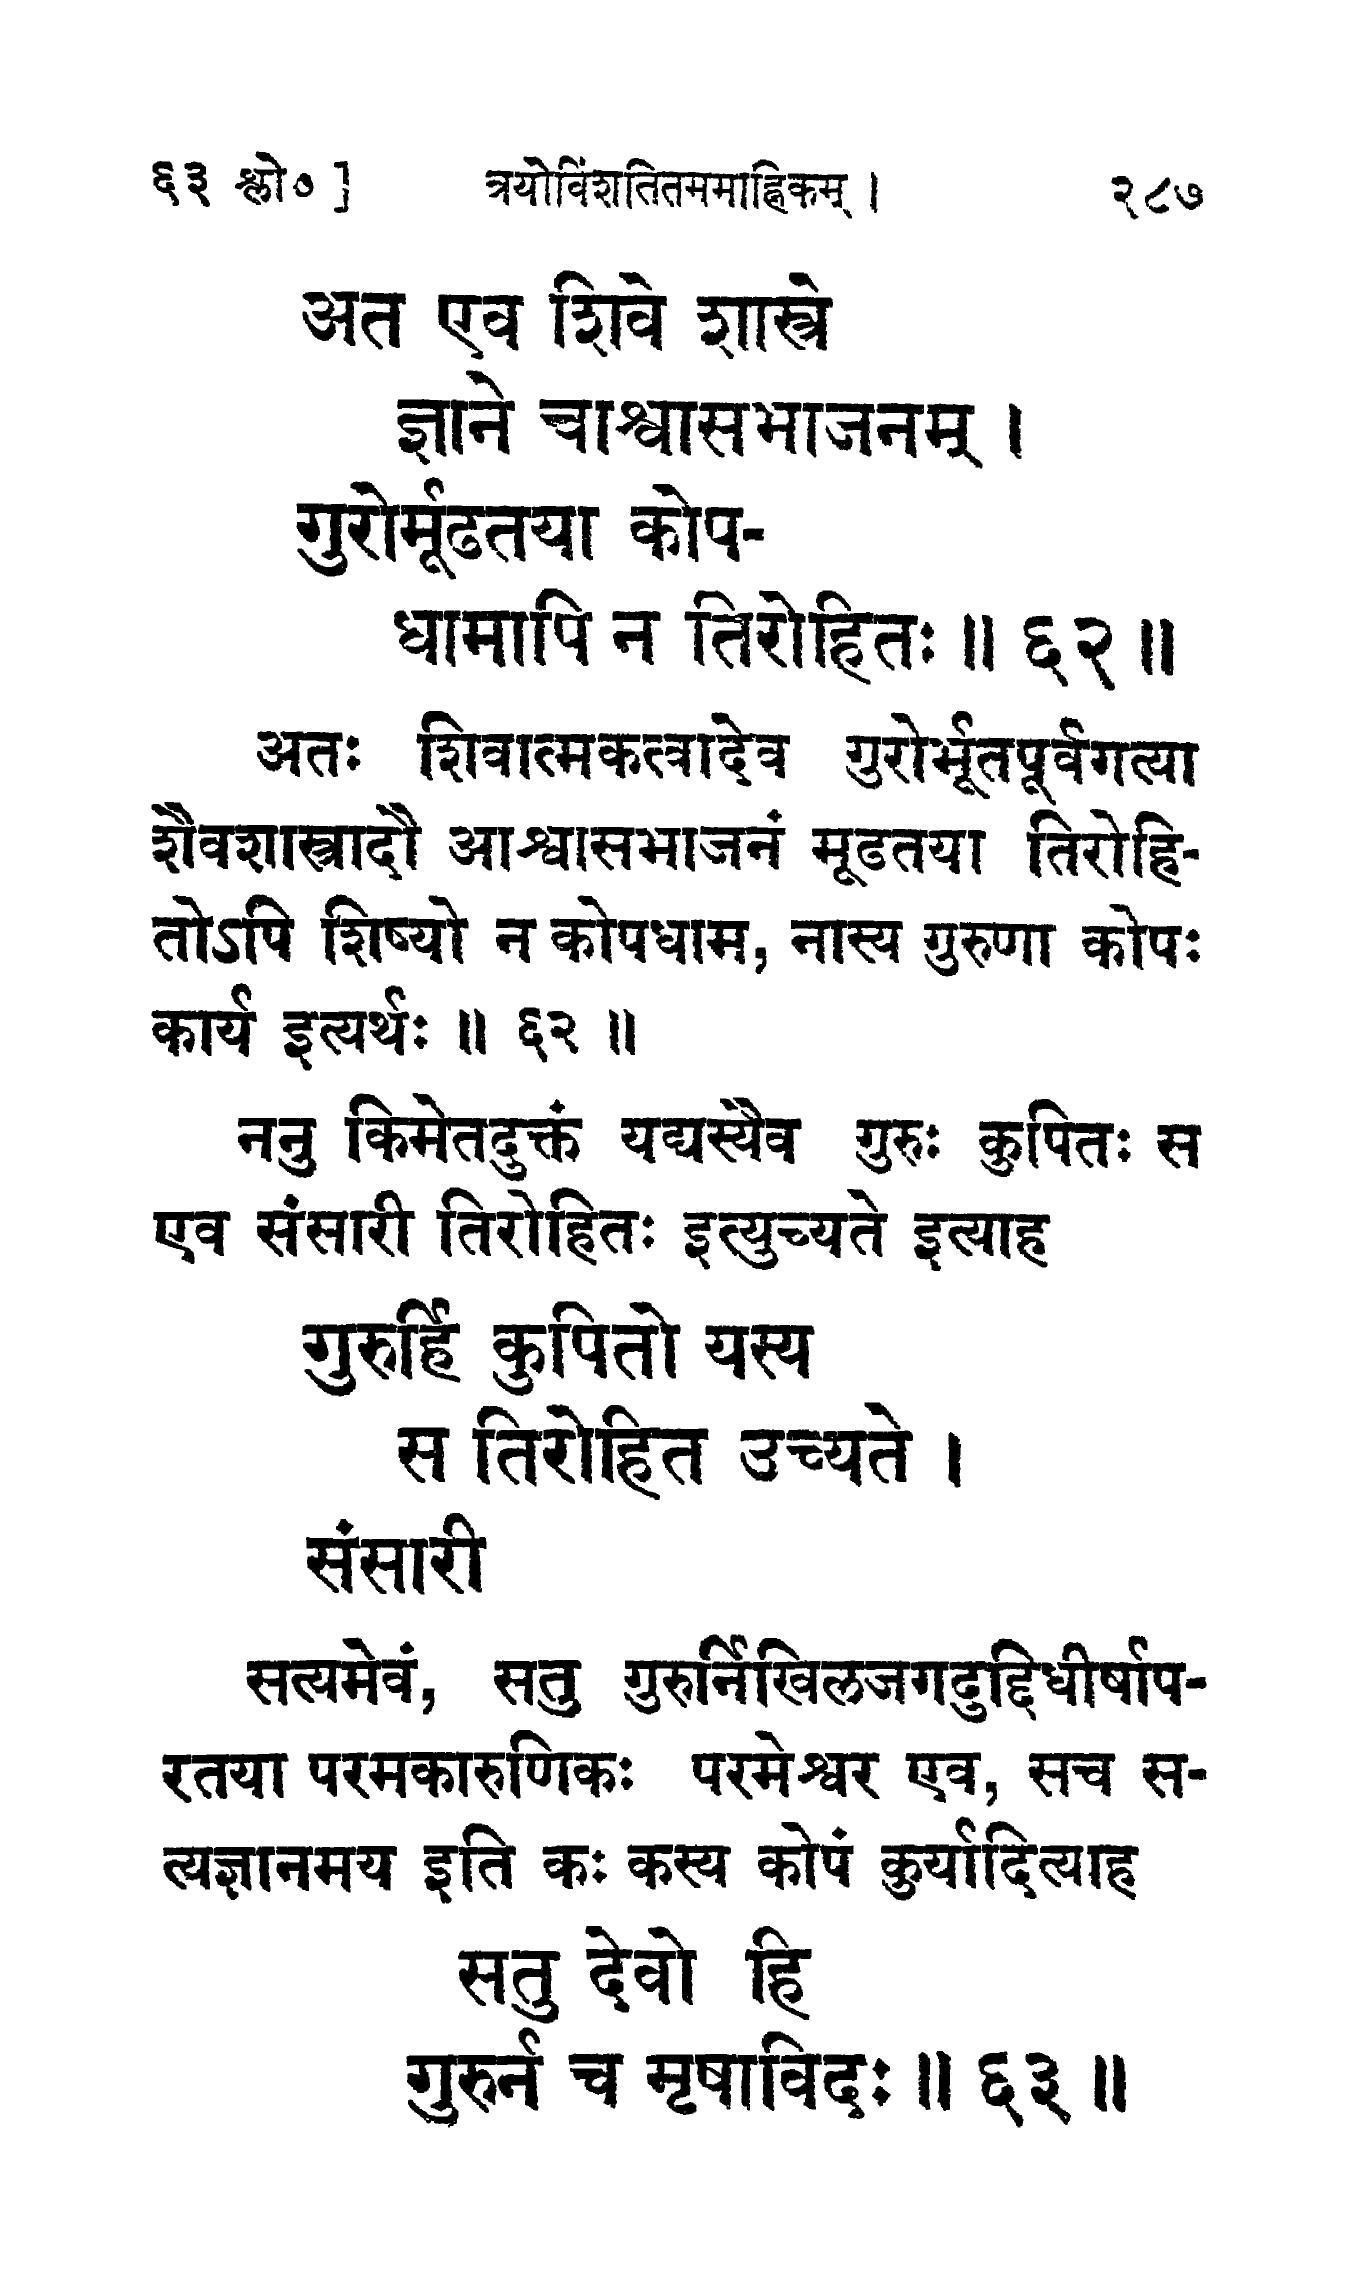 ६३ श्लो० ] त्रयोविंशतितममाह्निकम् । २८७
अत एव शिवे शास्त्रे
ज्ञाने चाश्वासभाजनम् ।
गुरोर्मूढतया कोप-
धामापि न तिरोहितः ॥ ६२ ॥
अतः शिवात्मकत्वादेव गुरोर्भूतपूर्वगत्या
शैवशास्त्रादौ आश्वासभाजनं मूढतया तिरोहि-
तोऽपि शिष्यो न कोपधाम, नास्य गुरुणा कोपः
कार्य इत्यर्थः ॥ ६२ ॥
ननु किमेतदुक्तं यद्यस्यैव गुरुः कुपितः स
एव संसारी तिरोहितः इत्युच्यते इत्याह
गुरुर्हि कुपितो यस्य
स तिरोहित उच्यते ।
संसारी
सत्यमेवं, सतु गुरुर्निखिलजगदुद्दिधीर्षाप-
रतया परमकारुणिकः परमेश्वर एव, सच स-
त्यज्ञानमय इति कः कस्य कोपं कुर्यादित्याह
सतु देवो हि
गुरुर्न च मृषाविदः ॥ ६३ ॥